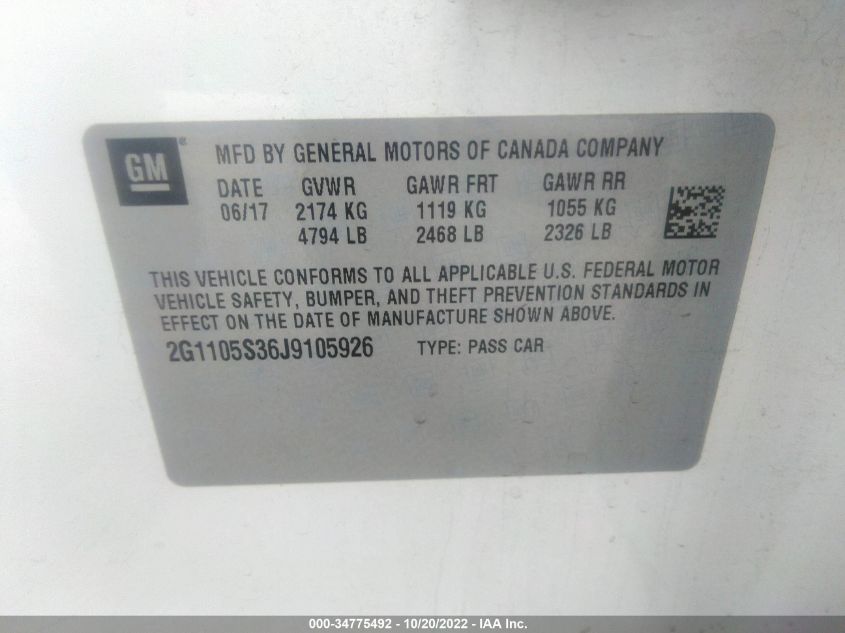 GM ®
MFD BY GENERAL MOTORS OF CANADA COMPANY
DATE GVWR GAWR FRT GAWR RR
06/17 2174 KG 1119 KG 1055 KG
4794 LB 2468 LB 2326 LB
THIS VEHICLE CONFORMS TO ALL APPLICABLE U.S. FEDERAL MOTOR
VEHICLE SAFETY, BUMPER, AND THEFT PREVENTION STANDARDS IN
EFFECT ON THE DATE OF MANUFACTURE SHOWN ABOVE.
2G1105S36J9105926 TYPE: PASS CAR
000-34775492 - 10/20/2022 - IAA Inc.